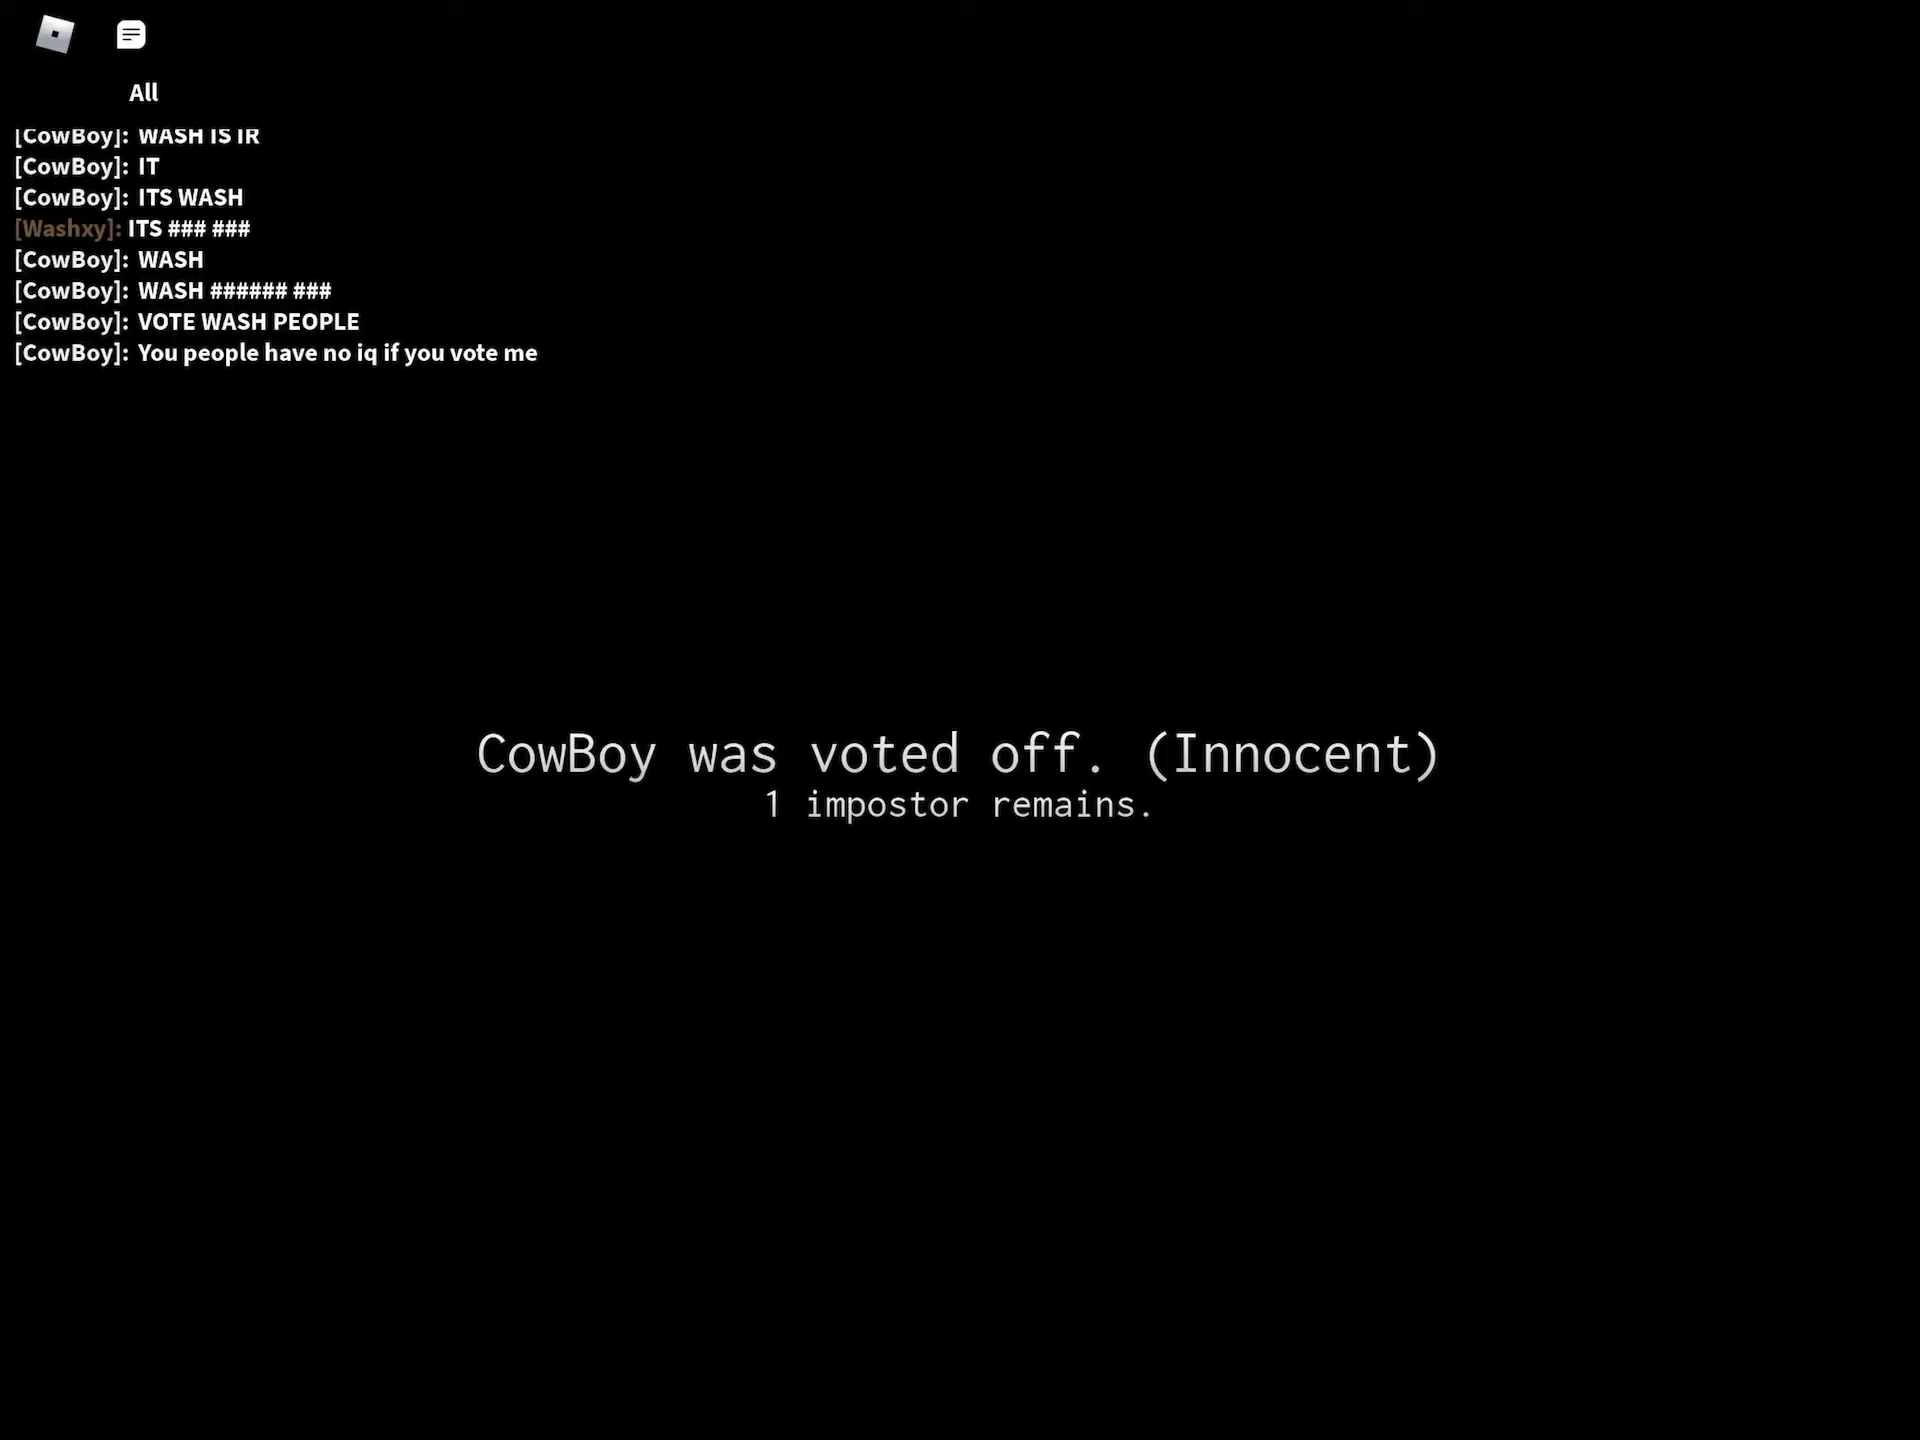 All
[CowBoy]: WASH IS IR
[CowBoy]: IT
[CowBoy]: ITS WASH
[Washxy]: ITS ### ###
[CowBoy]: WASH
[CowBoy]: WASH ###### ###
[CowBoy]: VOTE WASH PEOPLE
[CowBoy]: You people have no iq if you vote me
CowBoy was voted off. (Innocent)
1 impostor remains.